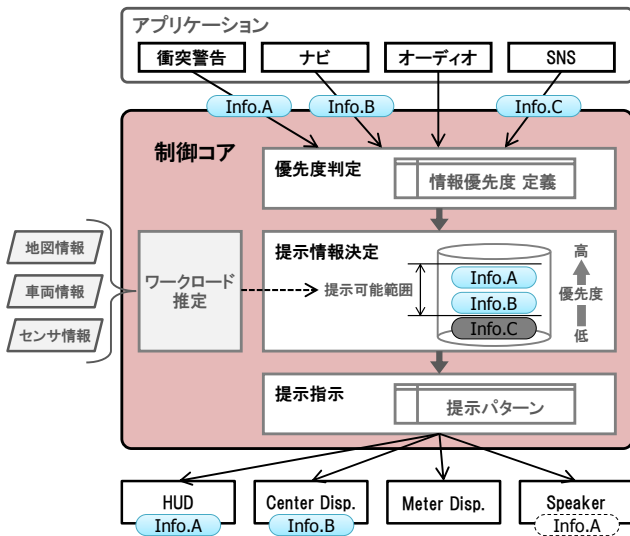 アプリケーション
衝突警告
ナビ
オーディオ
SNS
Info.A
Info.B
Info.C
制御コア
優先度判定
情報優先度 定義
地図情報
車両情報
センサ情報
ワークロード
推定
提示情報決定
提示可能範囲
Info.A
Info.B
Info.C
高
優先度
低
提示指示
提示パターン
HUD
Info.A
Center Disp.
Info.B
Meter Disp.
Speaker
Info.A